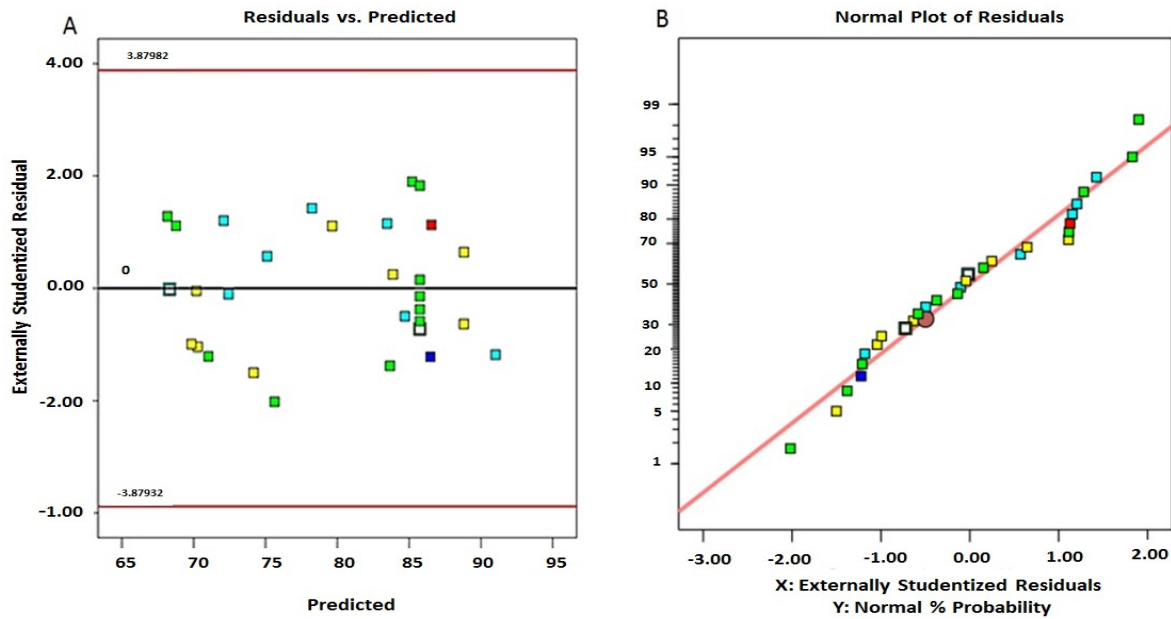 A
Residuals vs. Predicted
3.87982
4.00
2.00
0
0.00
-2.00
-3.87932
-1.00
Externally Studentized Residual
65 70 75 80 85 90 95
Predicted
B
Normal Plot of Residuals
99
95
90
80
70
50
30
20
10
5
1
-3.00 -2.00 -1.00 0.00 1.00 2.00
X: Externally Studentized Residuals
Y: Normal % Probability